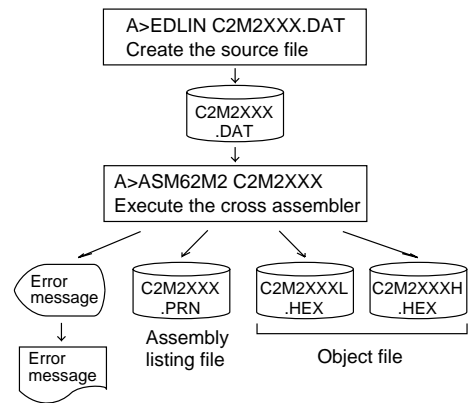 A>EDLIN C2M2XXX.DAT
Create the source file
C2M2XXX
.DAT
A>ASM62M2 C2M2XXX
Execute the cross assembler
Error
message
C2M2XXX
.PRN
C2M2XXXL
.HEX
C2M2XXXH
.HEX
Error
message
Assembly
listing file
Object file